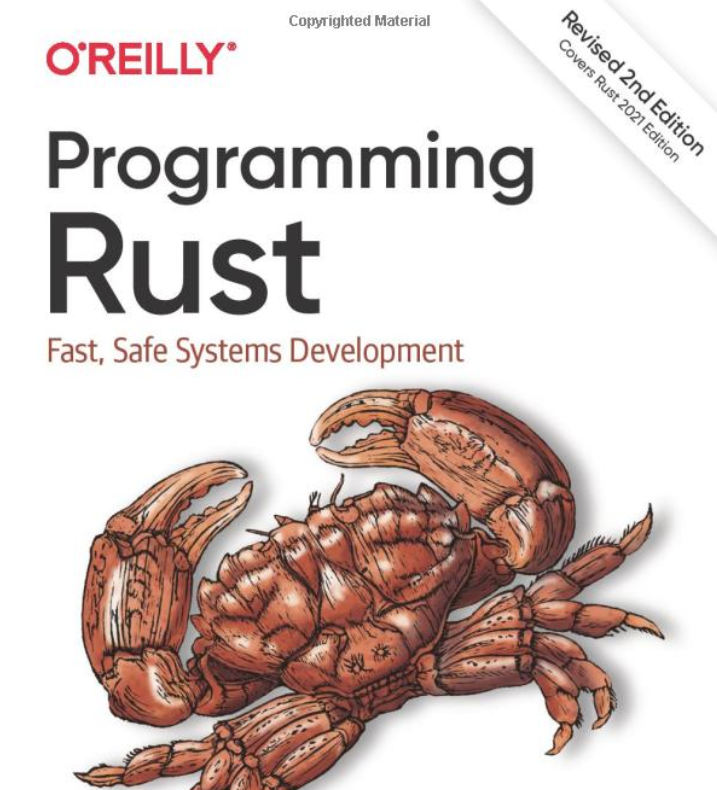 Copyrighted Material
O'REILLY®
Revised 2nd Edition
Covers Rust 2021 Edition
Programming
Rust
Fast, Safe Systems Development